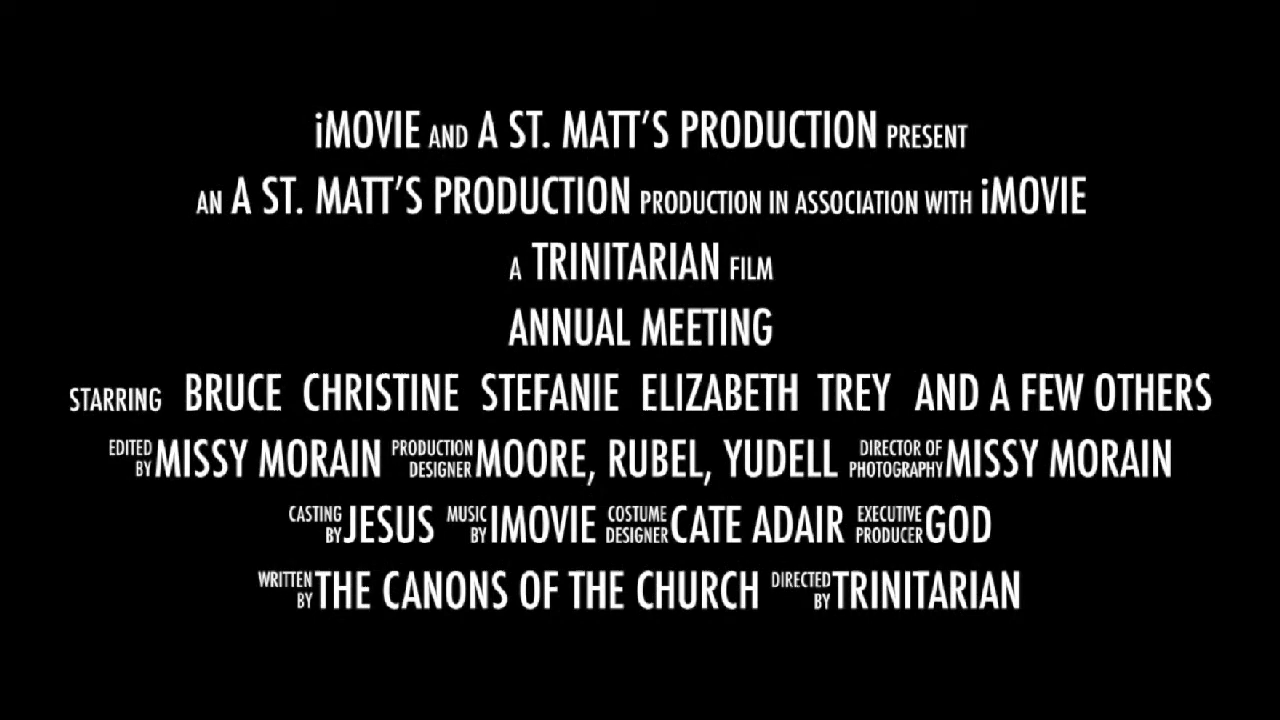 iMOVIE AND A ST. MATT'S PRODUCTION PRESENT
AN A ST. MATT'S PRODUCTION PRODUCTION IN ASSOCIATION WITH iMOVIE
A TRINITARIAN FILM
ANNUAL MEETING
STARRING BRUCE CHRISTINE STEFANIE ELIZABETH TREY AND A FEW OTHERS
EDITED BY MISSY MORAIN PRODUCTION DESIGNER MOORE, RUBEL, YUDELL DIRECTOR OF PHOTOGRAPHY MISSY MORAIN
CASTING BY JESUS MUSIC BY IMOVIE COSTUME DESIGNER CATE ADAIR EXECUTIVE PRODUCER GOD
WRITTEN BY THE CANONS OF THE CHURCH DIRECTED BY TRINITARIAN